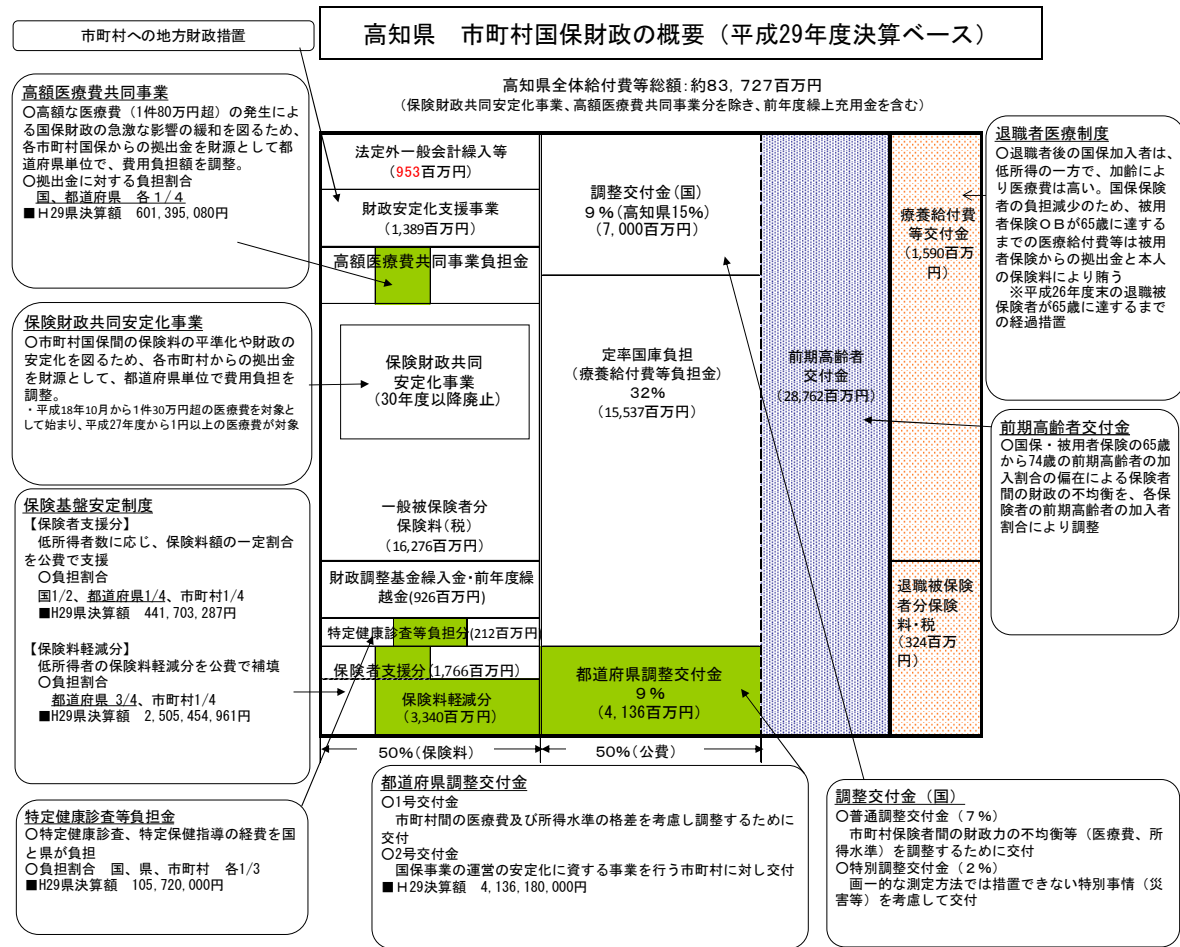 市町村への地方財政措置
高知県　市町村国保財政の概要（平成29年度決算ベース）
高知県全体給付費等総額：約83，727百万円
（保険財政共同安定化事業、高額医療費共同事業分を除き、前年度繰上充用金を含む）
高額医療費共同事業
〇高額な医療費（1件80万円超）の発生によ
る国保財政の急激な影響の緩和を図るため、
各市町村国保からの拠出金を財源として都
道府県単位で、費用負担額を調整。
〇拠出金に対する負担割合
国、都道府県　各１/４
■Ｈ29県決算額　601,395,080円
保険財政共同安定化事業
〇市町村国保間の保険料の平準化や財政の
安定化を図るため、各市町村からの拠出金
を財源として、都道府県単位で費用負担を
調整。
・平成18年10月から1件30万円超の医療費を対象と
して始まり、平成27年度から1円以上の医療費が対象
保険基盤安定制度
【保険者支援分】
低所得者数に応じ、保険料額の一定割合
を公費で支援
〇負担割合
国1/2、都道府県1/4、市町村1/4
■H29県決算額　441,703,287円
【保険料軽減分】
低所得者の保険料軽減分を公費で補填
〇負担割合
都道府県 3/4、市町村1/4
■H29県決算額　2,505,454,961円
特定健康診査等負担金
〇特定健康診査、特定保健指導の経費を国
と県が負担
〇負担割合　国、県、市町村　各1/3
■H29県決算額　105,720,000円
法定外一般会計繰入等
（953百万円）
財政安定化支援事業
（1,389百万円）
高額医療費共同事業負担金
保険財政共同
安定化事業
（30年度以降廃止）
一般被保険者分
保険料（税）
（16,276百万円）
財政調整基金繰入金・前年度繰
越金(926百万円)
特定健康診査等負担分(212百万円)
保険者支援分（1,766百万円）
保険料軽減分
（3,340百万円）
50％（保険料）
調整交付金（国）
９％（高知県15％）
（7,000百万円）
定率国庫負担
（療養給付費等負担金）
32％
（15,537百万円）
都道府県調整交付金
９％
（4,136百万円）
50％（公費）
前期高齢者
交付金
（28,762百万円）
療養給付費
等交付金
（1,590百万
円）
退職被保険
者分保険
料・税
（324百万
円）
退職者医療制度
〇退職者後の国保加入者は、
低所得の一方で、加齢によ
り医療費は高い。国保保険
者の負担減少のため、被用
者保険ＯＢが65歳に達する
までの医療給付費等は被用
者保険からの拠出金と本人
の保険料により賄う
※平成26年度末の退職被
保険者が65歳に達するまで
の経過措置
前期高齢者交付金
〇国保・被用者保険の65歳
から74歳の前期高齢者の加
入割合の偏在による保険者
間の財政の不均衡を、各保
険者の前期高齢者の加入者
割合により調整
都道府県調整交付金
〇1号交付金
市町村間の医療費及び所得水準の格差を考慮し調整するために
交付
〇2号交付金
国保事業の運営の安定化に資する事業を行う市町村に対し交付
■Ｈ29決算額　4,136,180,000円
調整交付金（国）
〇普通調整交付金（７％）
市町村保険者間の財政力の不均衡等（医療費、所
得水準）を調整するために交付
〇特別調整交付金（２％）
画一的な測定方法では措置できない特別事情（災
害等）を考慮して交付